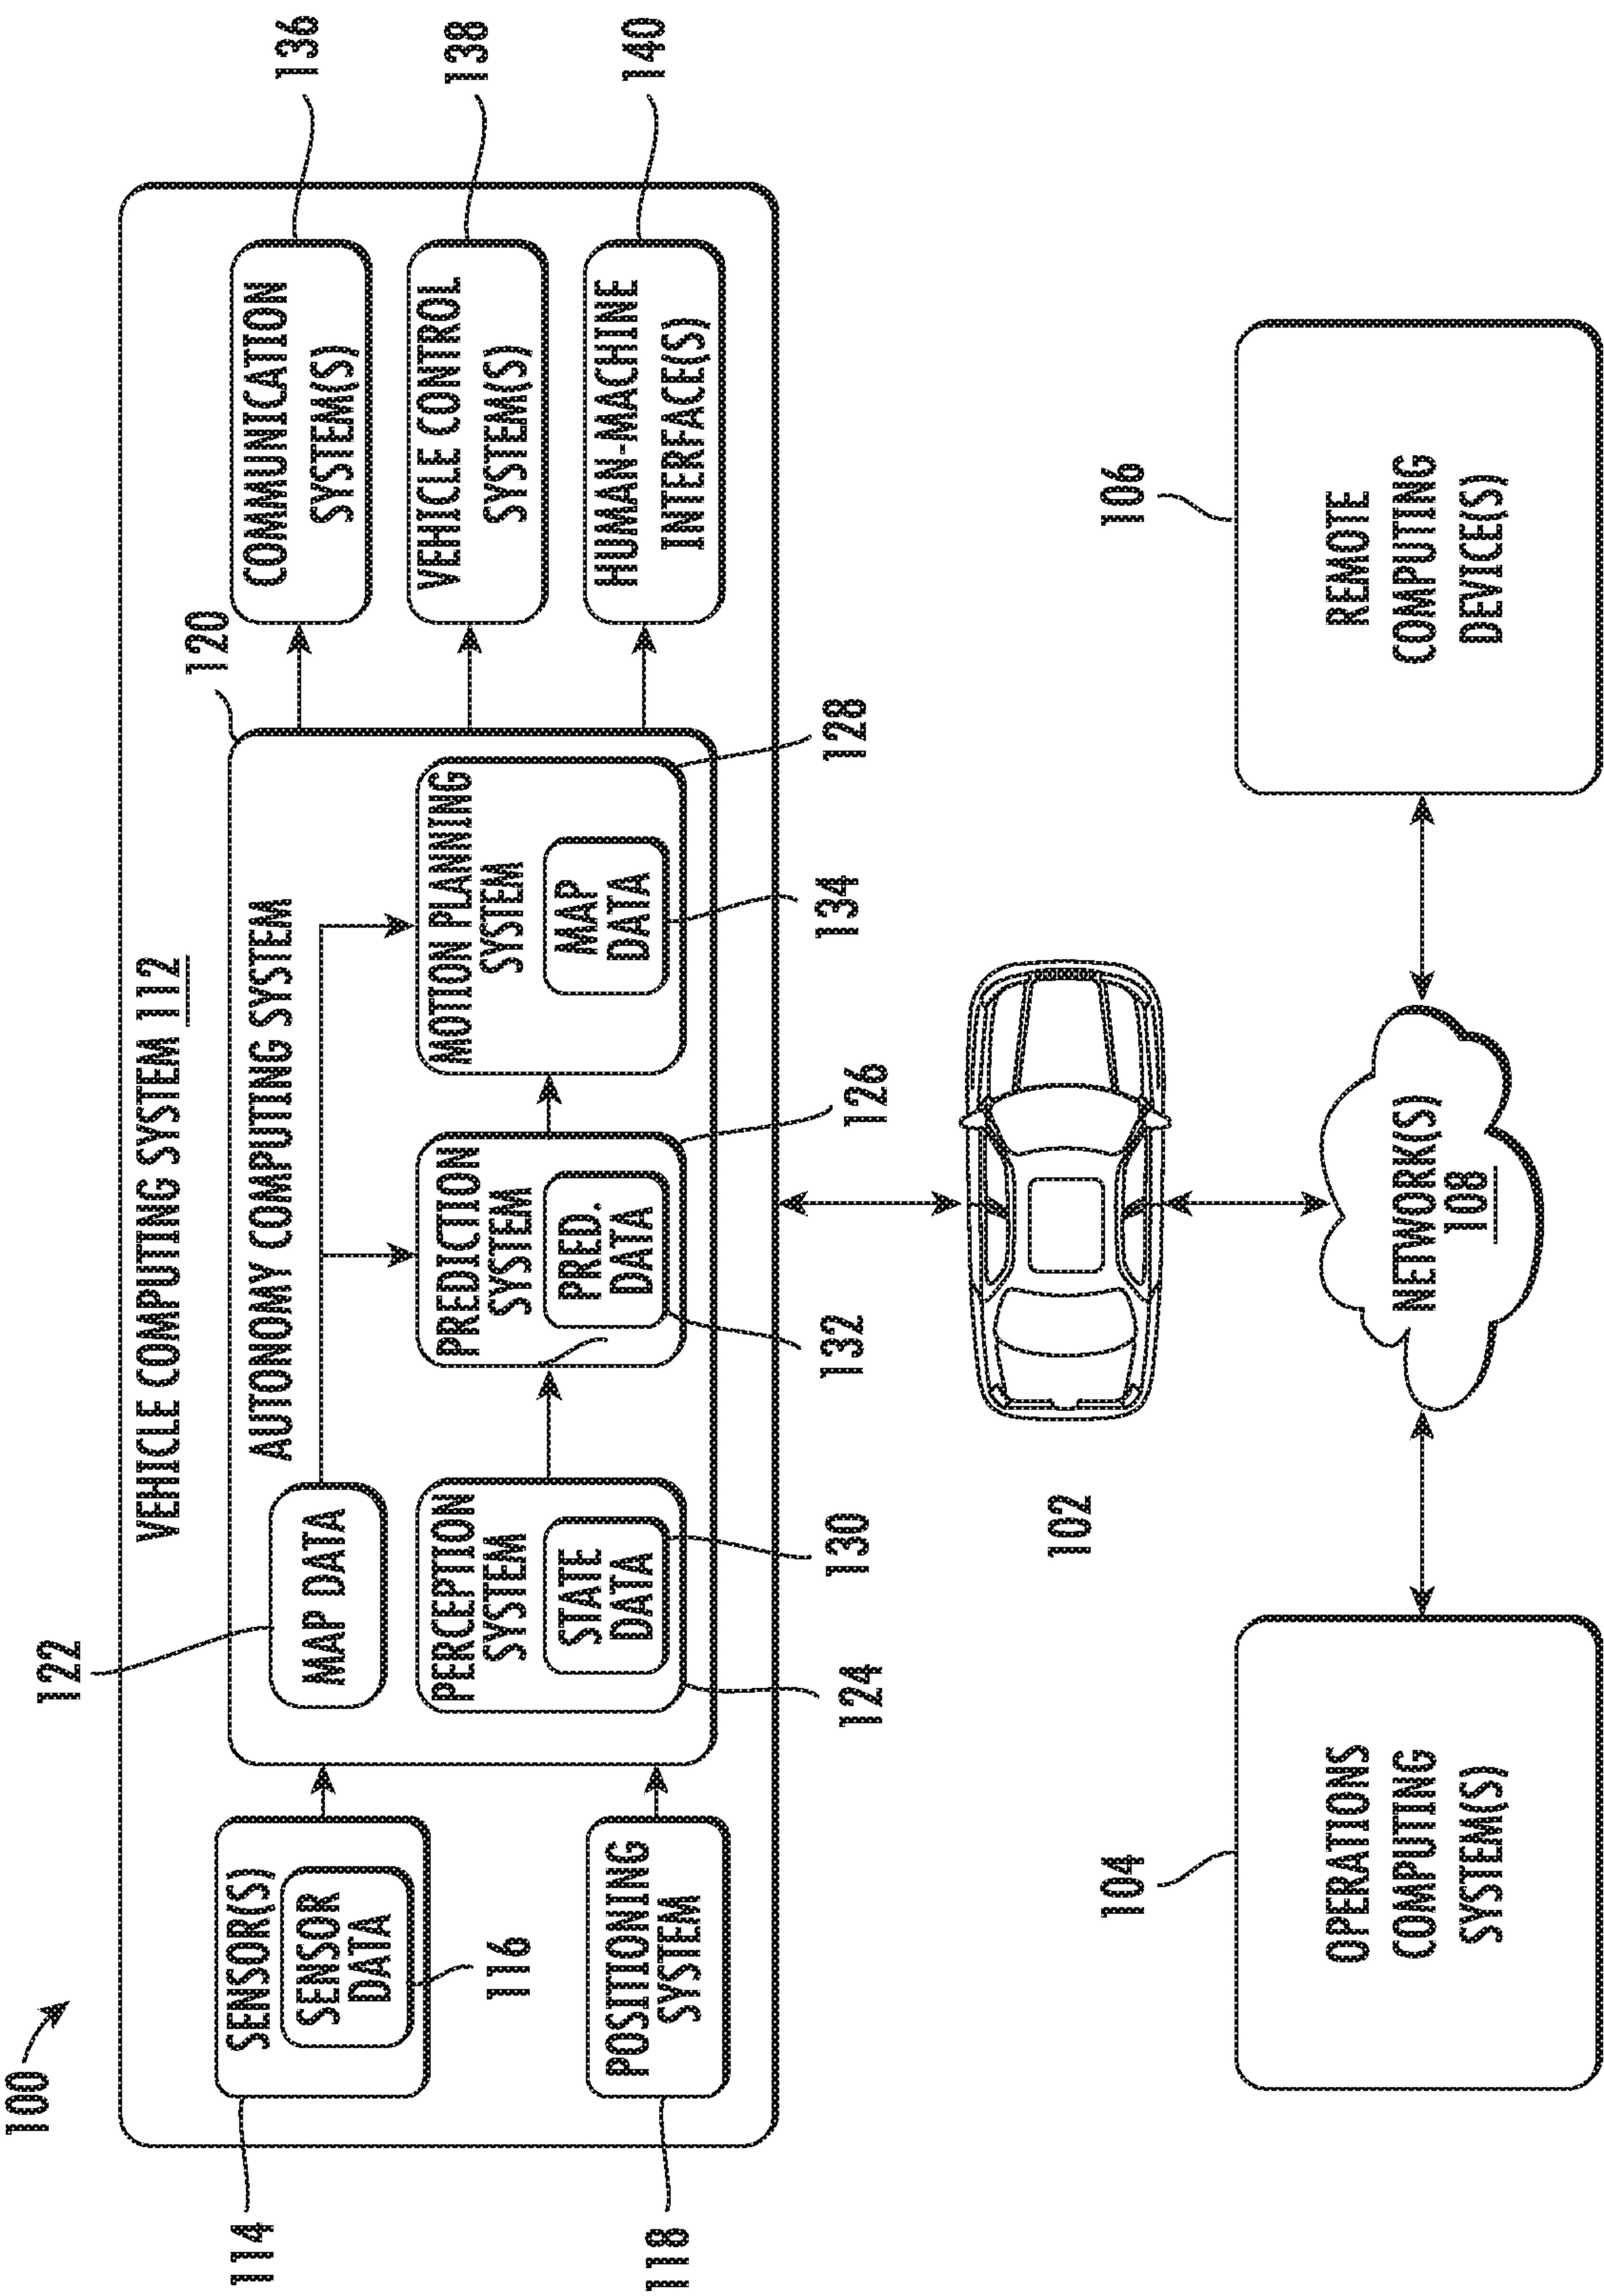 100
VEHICLE COMPUTING SYSTEM 12
122
120
114
SENSOR(S)
SENSOR
DATA
116
118
POSITIONING
SYSTEM
AUTONOMY COMPUTING SYSTEM
MAP DATA
PERCEPTION
SYSTEM
STATE
DATA
130
124
PREDICTION
SYSTEM
PRED.
DATA
132
126
MOTION PLANNING
SYSTEM
MAP
DATA
134
128
COMMUNICATION
SYSTEM(S)
136
VEHICLE CONTROL
SYSTEM(S)
138
HUMAN-MACHINE
INTERFACE(S)
140
102
104
OPERATIONS
COMPUTING
SYSTEM(S)
NETWORK(S)
108
106
REMOTE
COMPUTING
DEVICE(S)